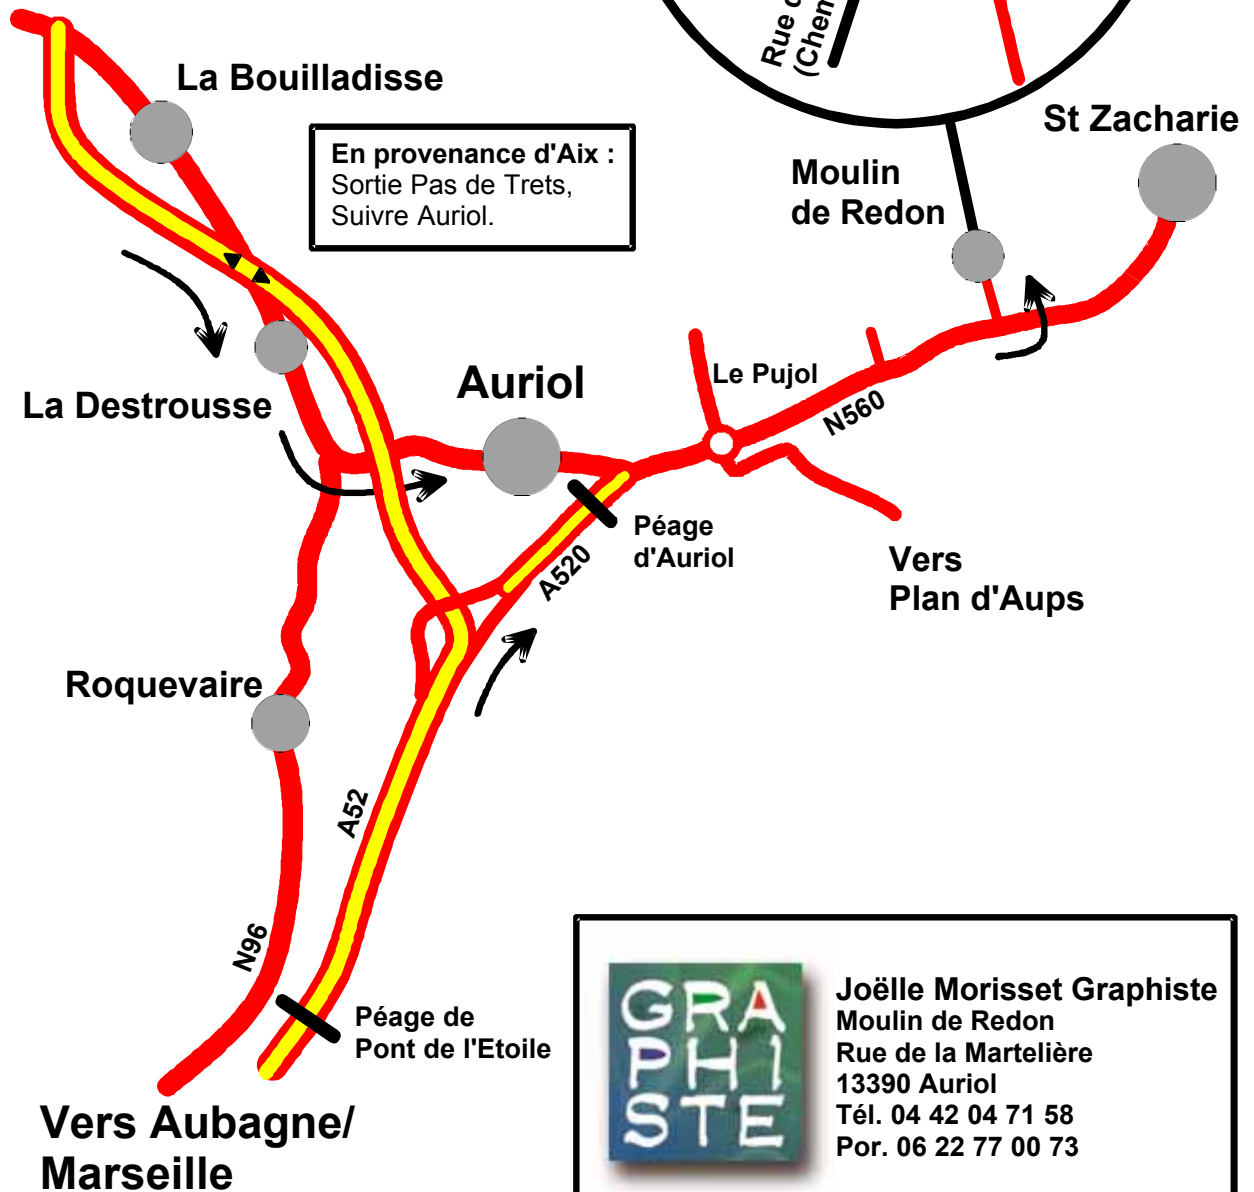 Rue d
(Chem
La Bouilladisse
St Zacharie
En provenance d'Aix :
Sortie Pas de Trets,
Suivre Auriol.
Moulin
de Redon
Auriol
Le Pujol
La Destrousse
N560
Péage
d'Auriol
A520
Vers
Plan d'Aups
Roquevaire
A52
N96
Péage de
Pont de l'Etoile
Vers Aubagne/
Marseille
GRA
PHI
STE
Joëlle Morisset Graphiste
Moulin de Redon
Rue de la Martelière
13390 Auriol
Tél. 04 42 04 71 58
Por. 06 22 77 00 73